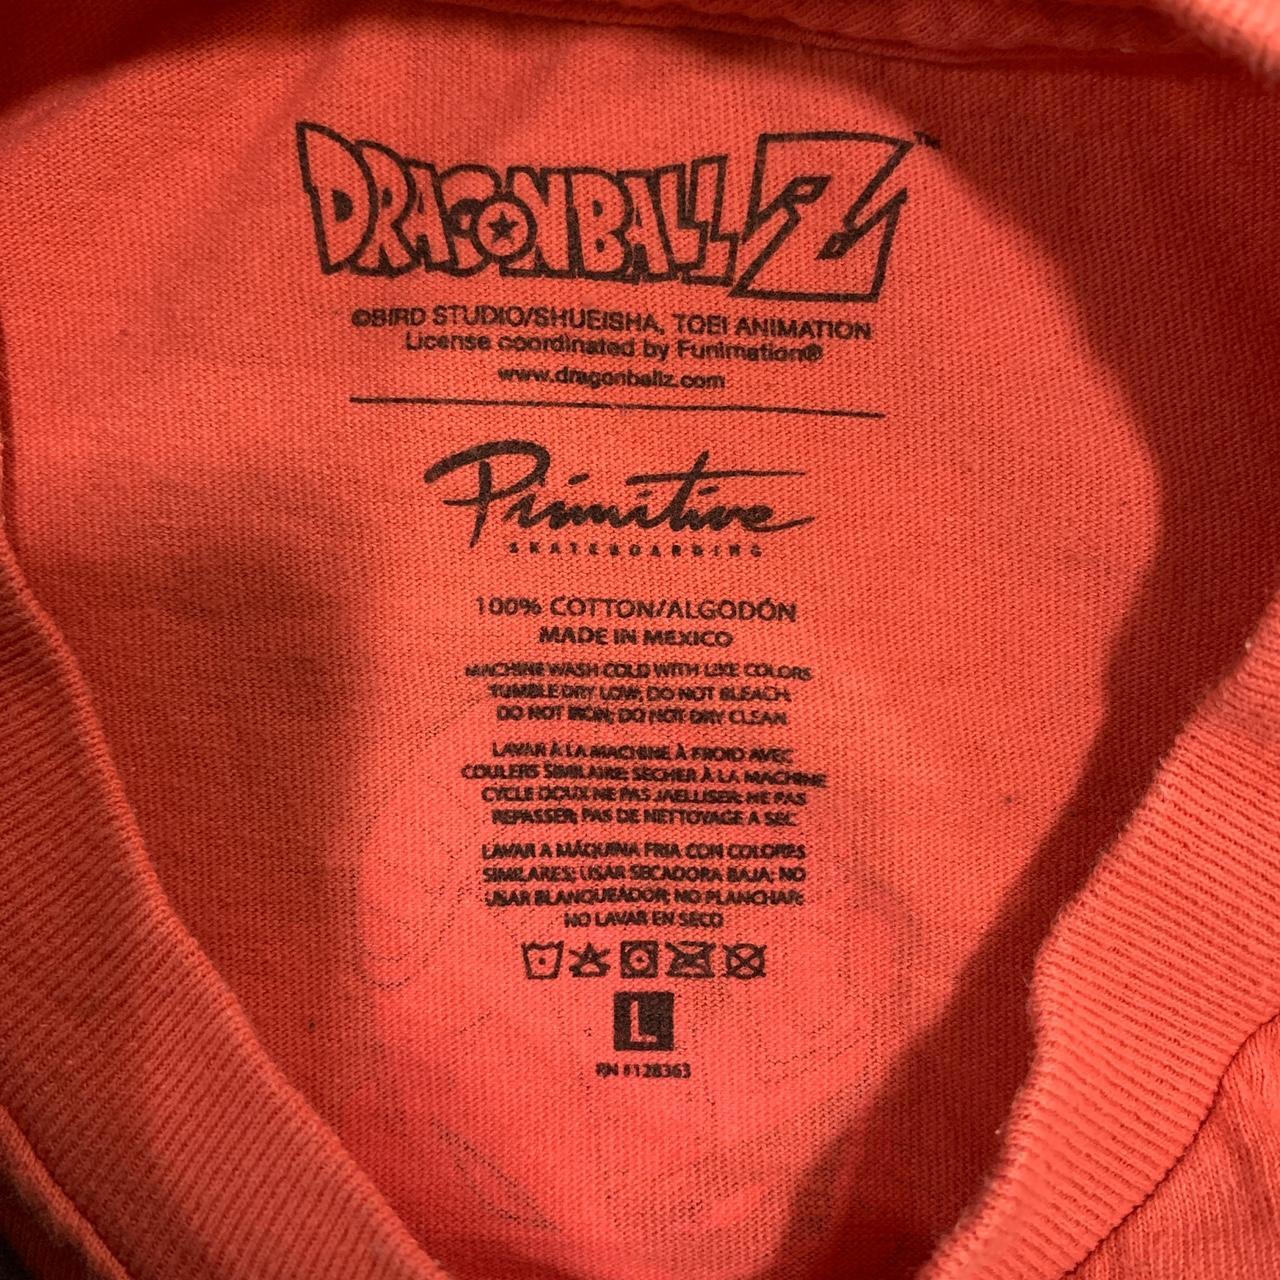 DRAGONBALL Z™
©BIRD STUDIO/SHUEISHA, TOEI ANIMATION
License coordinated by Funimation®
www.dragonballz.com
Primitive
SKATEBOARDING
100% COTTON/ALGODÓN
MADE IN MEXICO
MACHINE WASH COLD WITH LIKE COLORS
TUMBLE DRY LOW; DO NOT BLEACH;
DO NOT IRON; DO NOT DRY CLEAN
LAVAR À LA MACHINE À FROID AVEC
COULERS SIMILAIRE; SÉCHER À LA MACHINE
CYCLE DOUX NE PAS JAELLISER; NE PAS
REPASSER; PAS DE NETTOYAGE A SEC
LAVAR A MÁQUINA FRIA CON COLORES
SIMILARES; USAR SECADORA BAJA; NO
USAR BLANQUEADOR; NO PLANCHAR;
NO LAVAR EN SECO
L
RN #128363